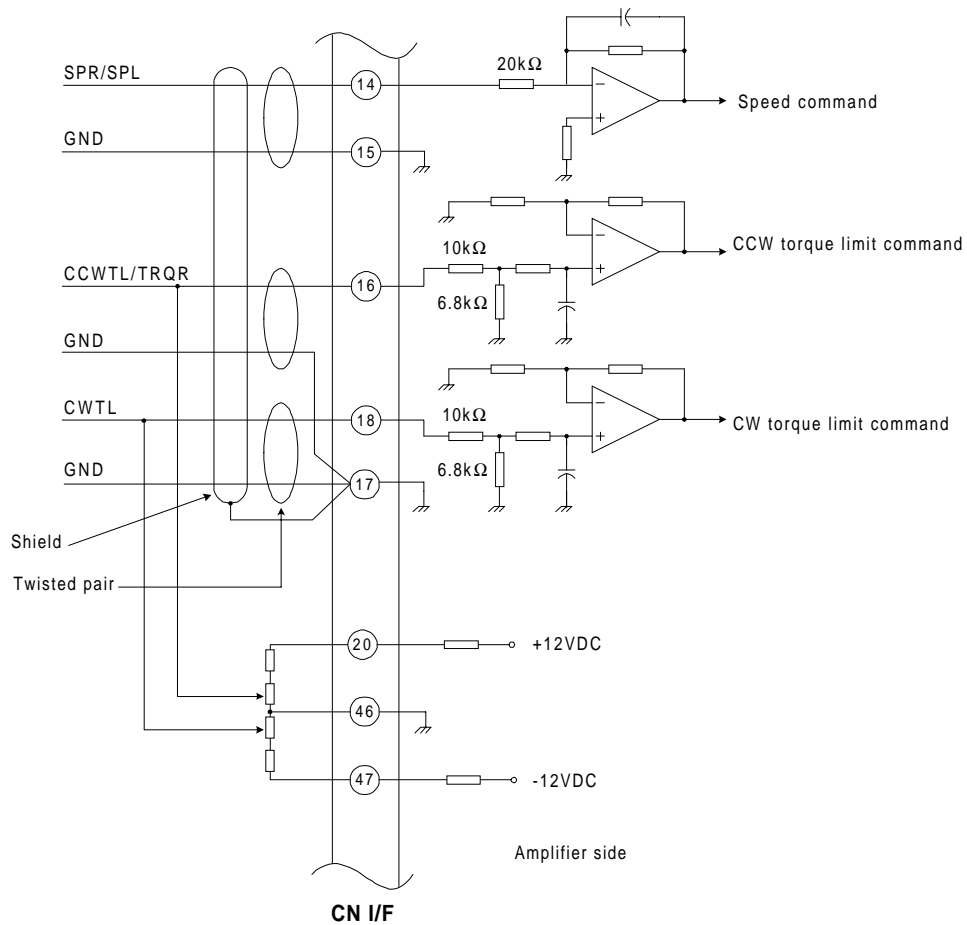 SPR/SPL
14
20kΩ
−
+
Speed command
GND
15
CCWTL/TRQR
16
10kΩ
6.8kΩ
−
+
CCW torque limit command
GND
CWTL
18
10kΩ
6.8kΩ
−
+
CW torque limit command
GND
17
Shield
Twisted pair
20
+12VDC
46
47
-12VDC
Amplifier side
CN I/F